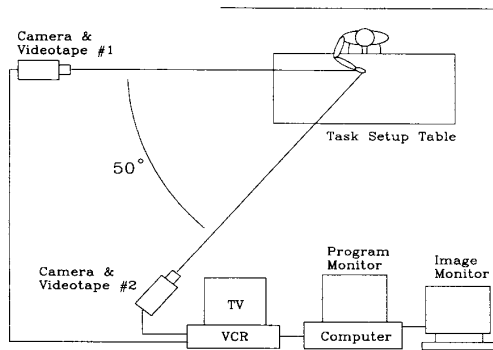 Camera &
Videotape #1
Task Setup Table
50°
Camera &
Videotape #2
Program
Monitor
Image
Monitor
TV
VCR
Computer